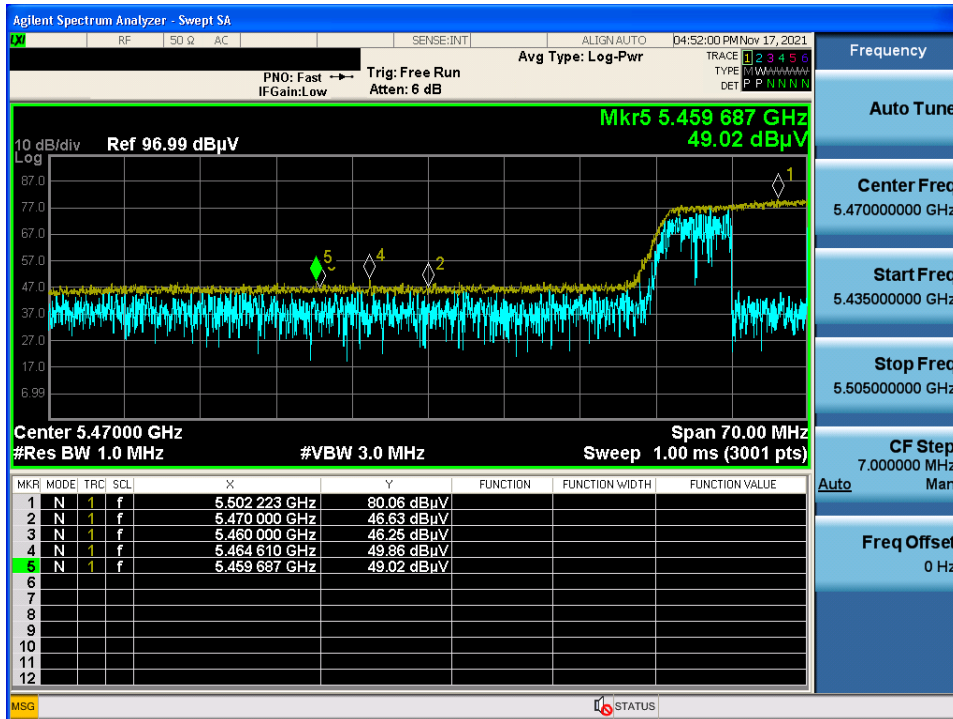 Agilent Spectrum Analyzer - Swept SA
LXI RF 50 Ω AC SENSE:INT ALIGN AUTO 04:52:00 PM Nov 17, 2021
Frequency
Avg Type: Log-Pwr
TRACE 1 2 3 4 5 6
PNO: Fast Trig: Free Run
TYPE M W
IFGain:Low Atten: 6 dB
DET P P N N N N
Auto Tune
Mkr5 5.459 687 GHz
10 dB/div Ref 96.99 dBµV 49.02 dBµV
Log
87.0
77.0
67.0
57.0
47.0
37.0
27.0
17.0
6.99
1
5
4
2
Center Freq
5.470000000 GHz
Start Freq
5.435000000 GHz
Stop Freq
5.505000000 GHz
Center 5.47000 GHz Span 70.00 MHz
#Res BW 1.0 MHz #VBW 3.0 MHz Sweep 1.00 ms (3001 pts)
CF Step
7.000000 MHz
Auto Man
MKR MODE TRC SCL X Y FUNCTION FUNCTION WIDTH FUNCTION VALUE
1 N 1 f 5.502 223 GHz 80.06 dBµV
2 N 1 f 5.470 000 GHz 46.63 dBµV
3 N 1 f 5.460 000 GHz 46.25 dBµV
4 N 1 f 5.464 610 GHz 49.86 dBµV
5 N 1 f 5.459 687 GHz 49.02 dBµV
6
7
8
9
10
11
12
Freq Offset
0 Hz
MSG STATUS